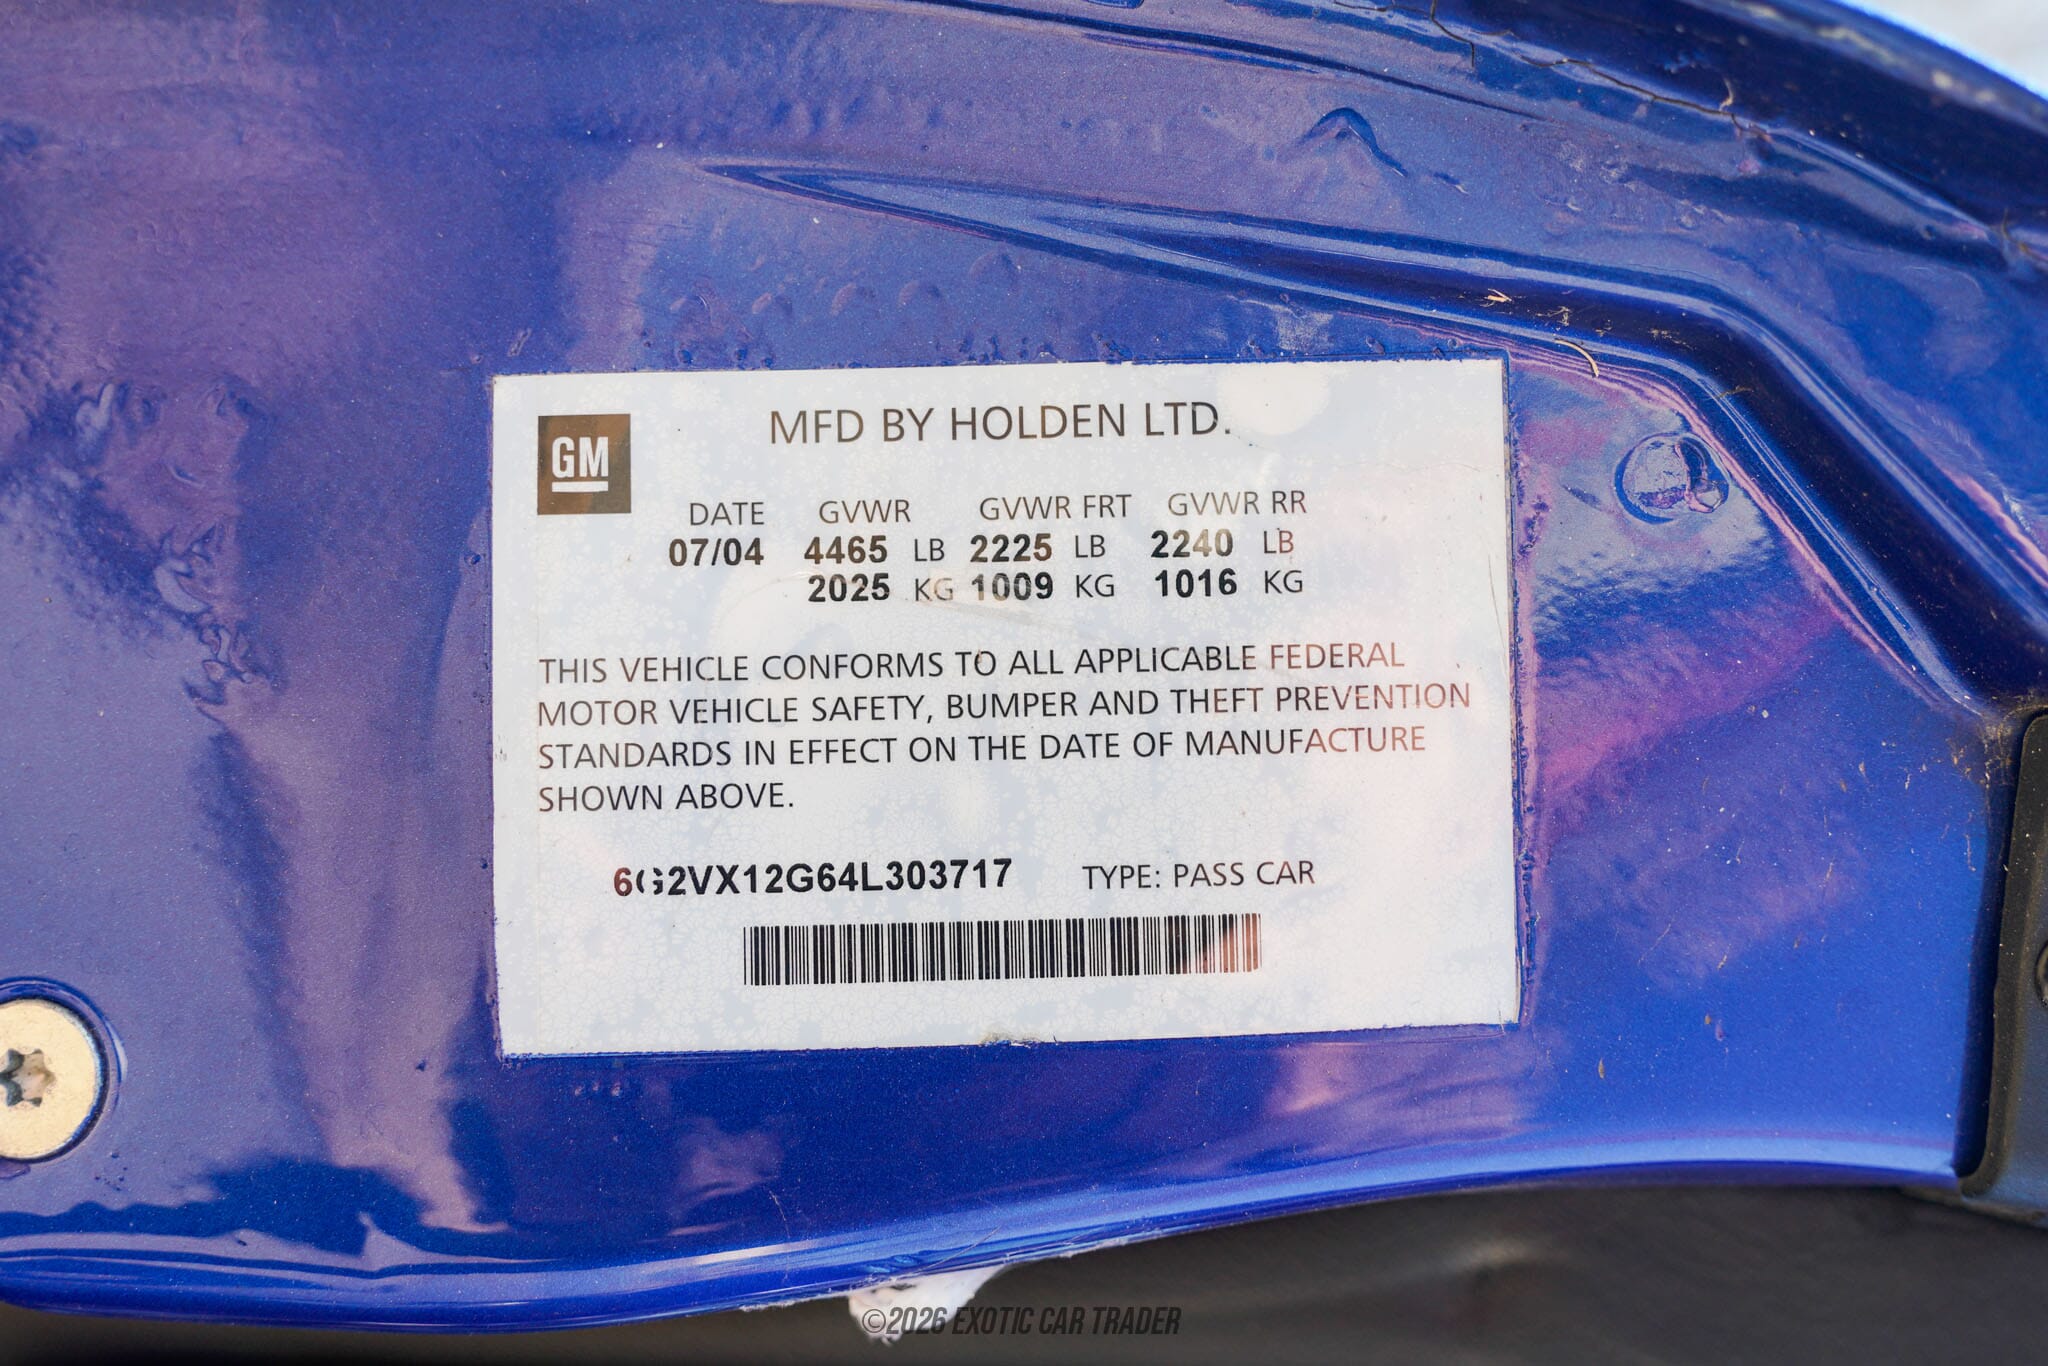 GM
MFD BY HOLDEN LTD.
DATE GVWR GVWR FRT GVWR RR
07/04 4465 LB 2225 LB 2240 LB
2025 KG 1009 KG 1016 KG
THIS VEHICLE CONFORMS TO ALL APPLICABLE FEDERAL
MOTOR VEHICLE SAFETY, BUMPER AND THEFT PREVENTION
STANDARDS IN EFFECT ON THE DATE OF MANUFACTURE
SHOWN ABOVE.
6G2VX12G64L303717 TYPE: PASS CAR
©2026 EXOTIC CAR TRADER